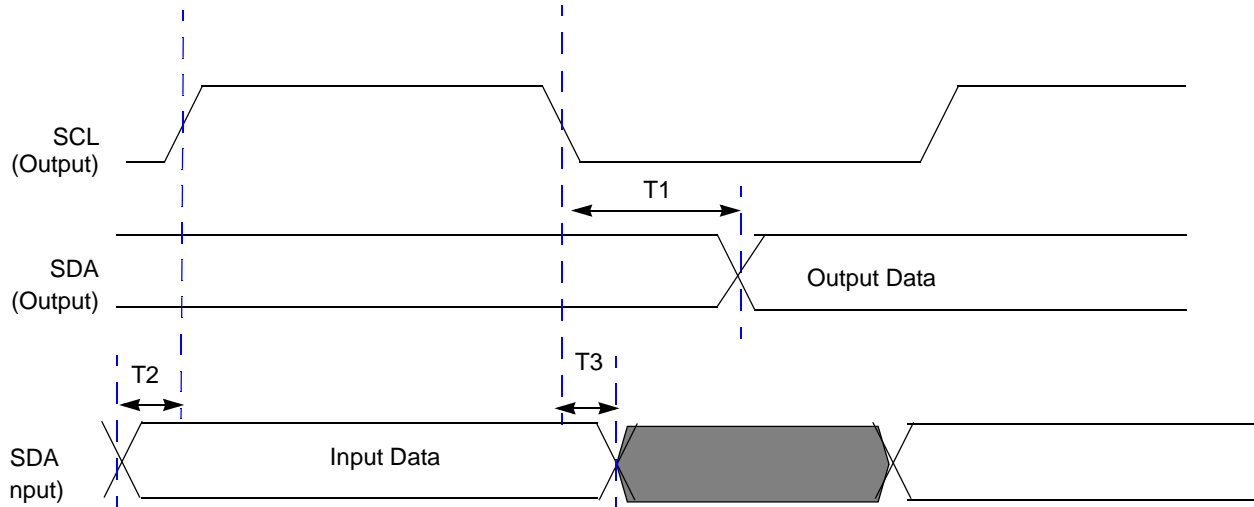 SCL
(Output)
T1
SDA
(Output)
Output Data
T2
T3
SDA
nput)
Input Data